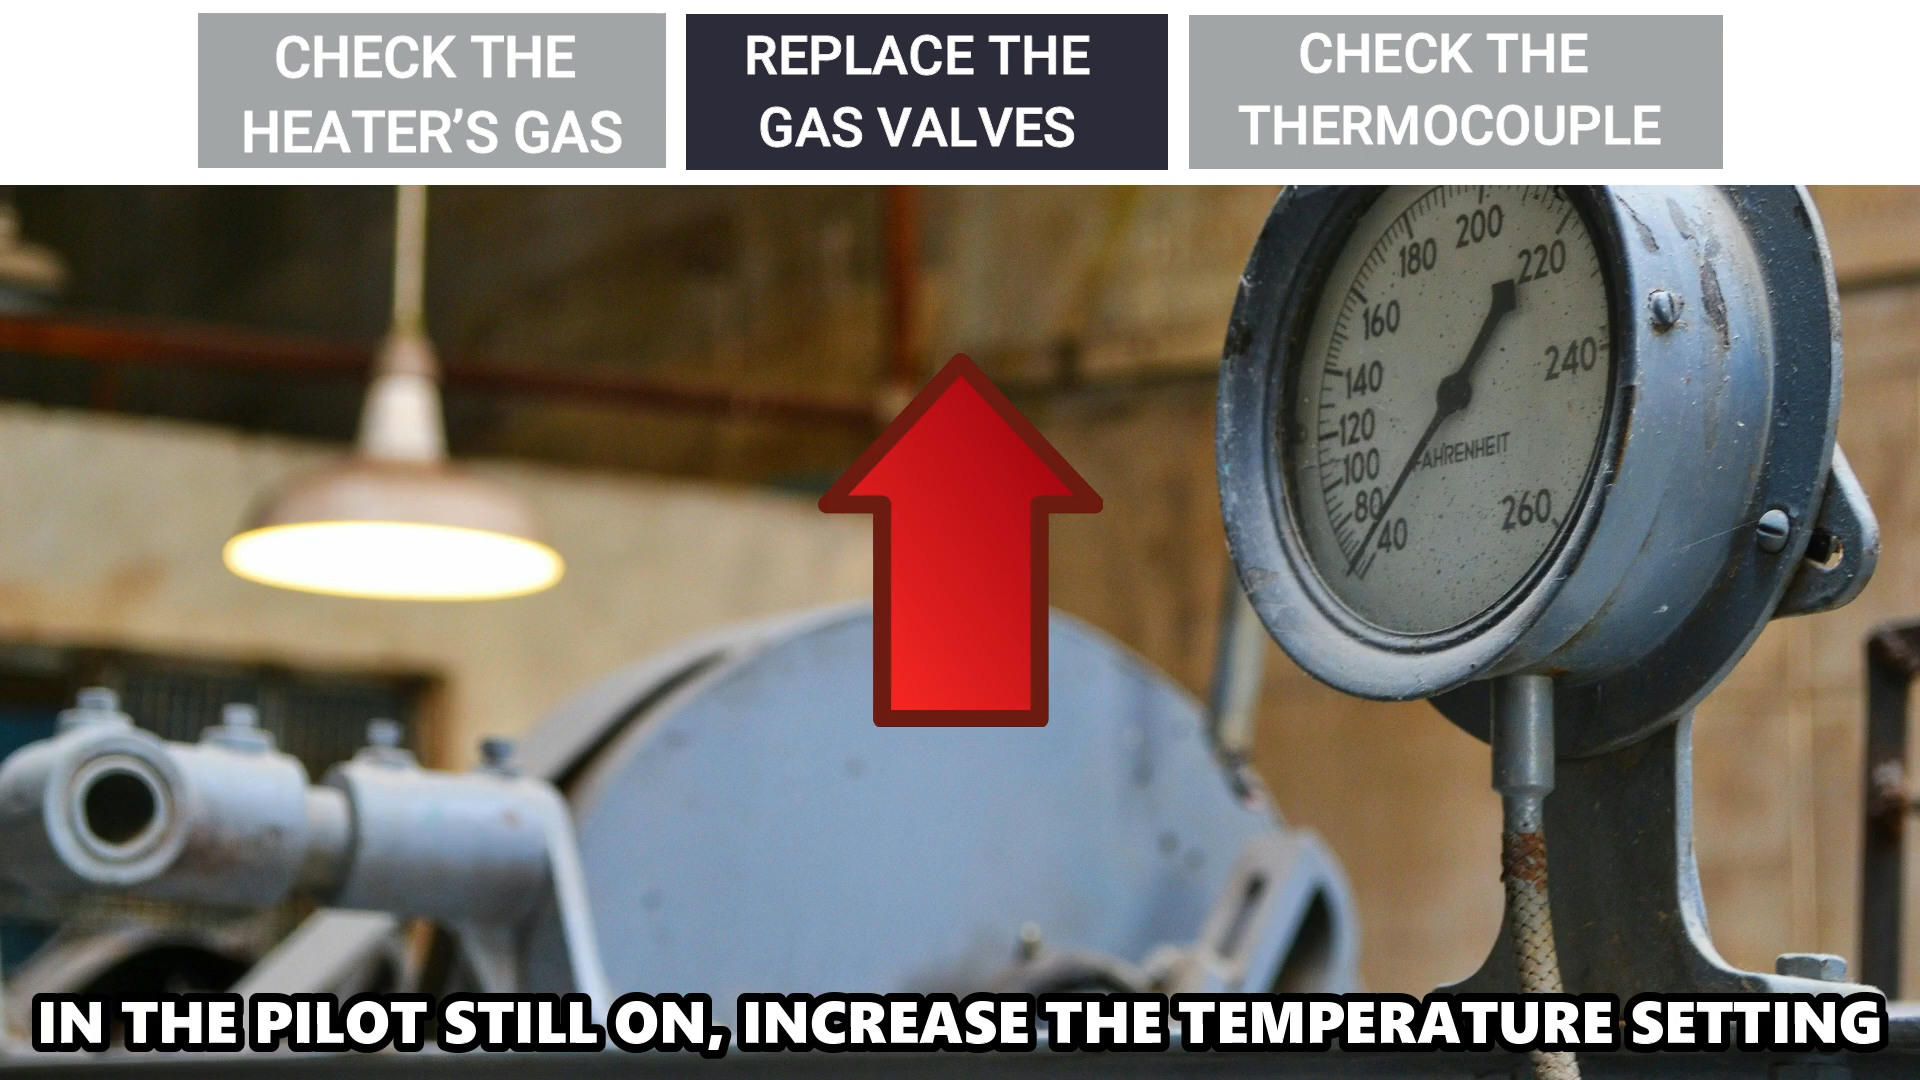 CHECK THE
HEATER’S GAS
REPLACE THE
GAS VALVES
CHECK THE
THERMOCOUPLE
200
180
220
160
240
140
120
100
FAHRENHEIT
80
260
40
IN THE PILOT STILL ON, INCREASE THE TEMPERATURE SETTING